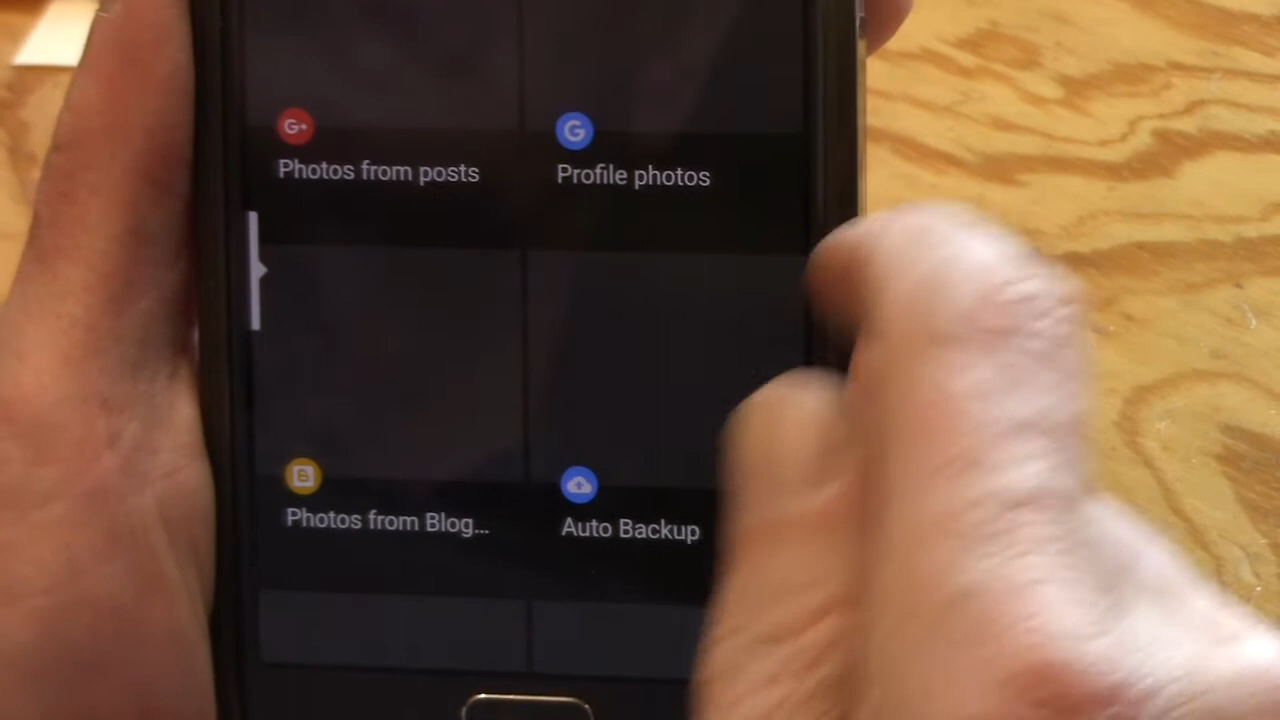 G+
G
Photos from posts
Profile photos
B
Photos from Blog...
Auto Backup